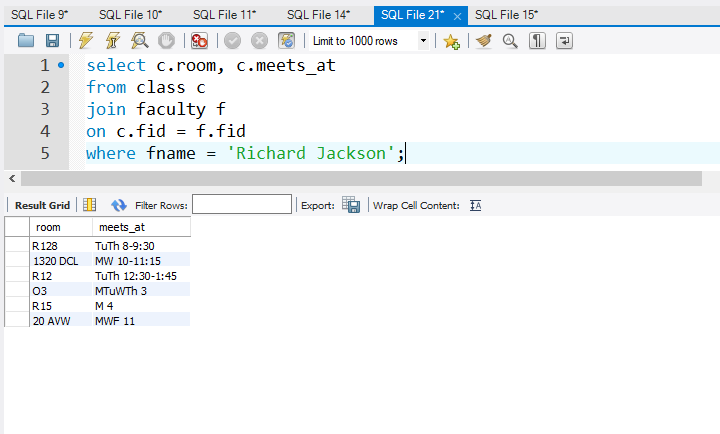 SQL File 9* SQL File 10* SQL File 11* SQL File 14* SQL File 21* × SQL File 15*
Limit to 1000 rows
1 select c.room, c.meets_at
2 from class c
3 join faculty f
4 on c.fid = f.fid
5 where fname = 'Richard Jackson';
Result Grid Filter Rows: Export: Wrap Cell Content:
room meets_at
R128 TuTh 8-9:30
1320 DCL MW 10-11:15
R12 TuTh 12:30-1:45
O3 MTuWTh 3
R15 M 4
20 AVW MWF 11